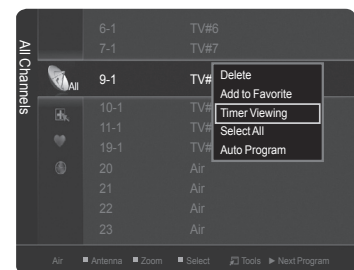 All Channels
6-1 TV#6
7-1 TV#7
All 9-1 TV#
10-1 TV#
11-1 TV#
19-1 TV#
20 Air
21 Air
22 Air
23 Air
Delete
Add to Favorite
Timer Viewing
Select All
Auto Program
Air Antenna Zoom Select Tools Next Program